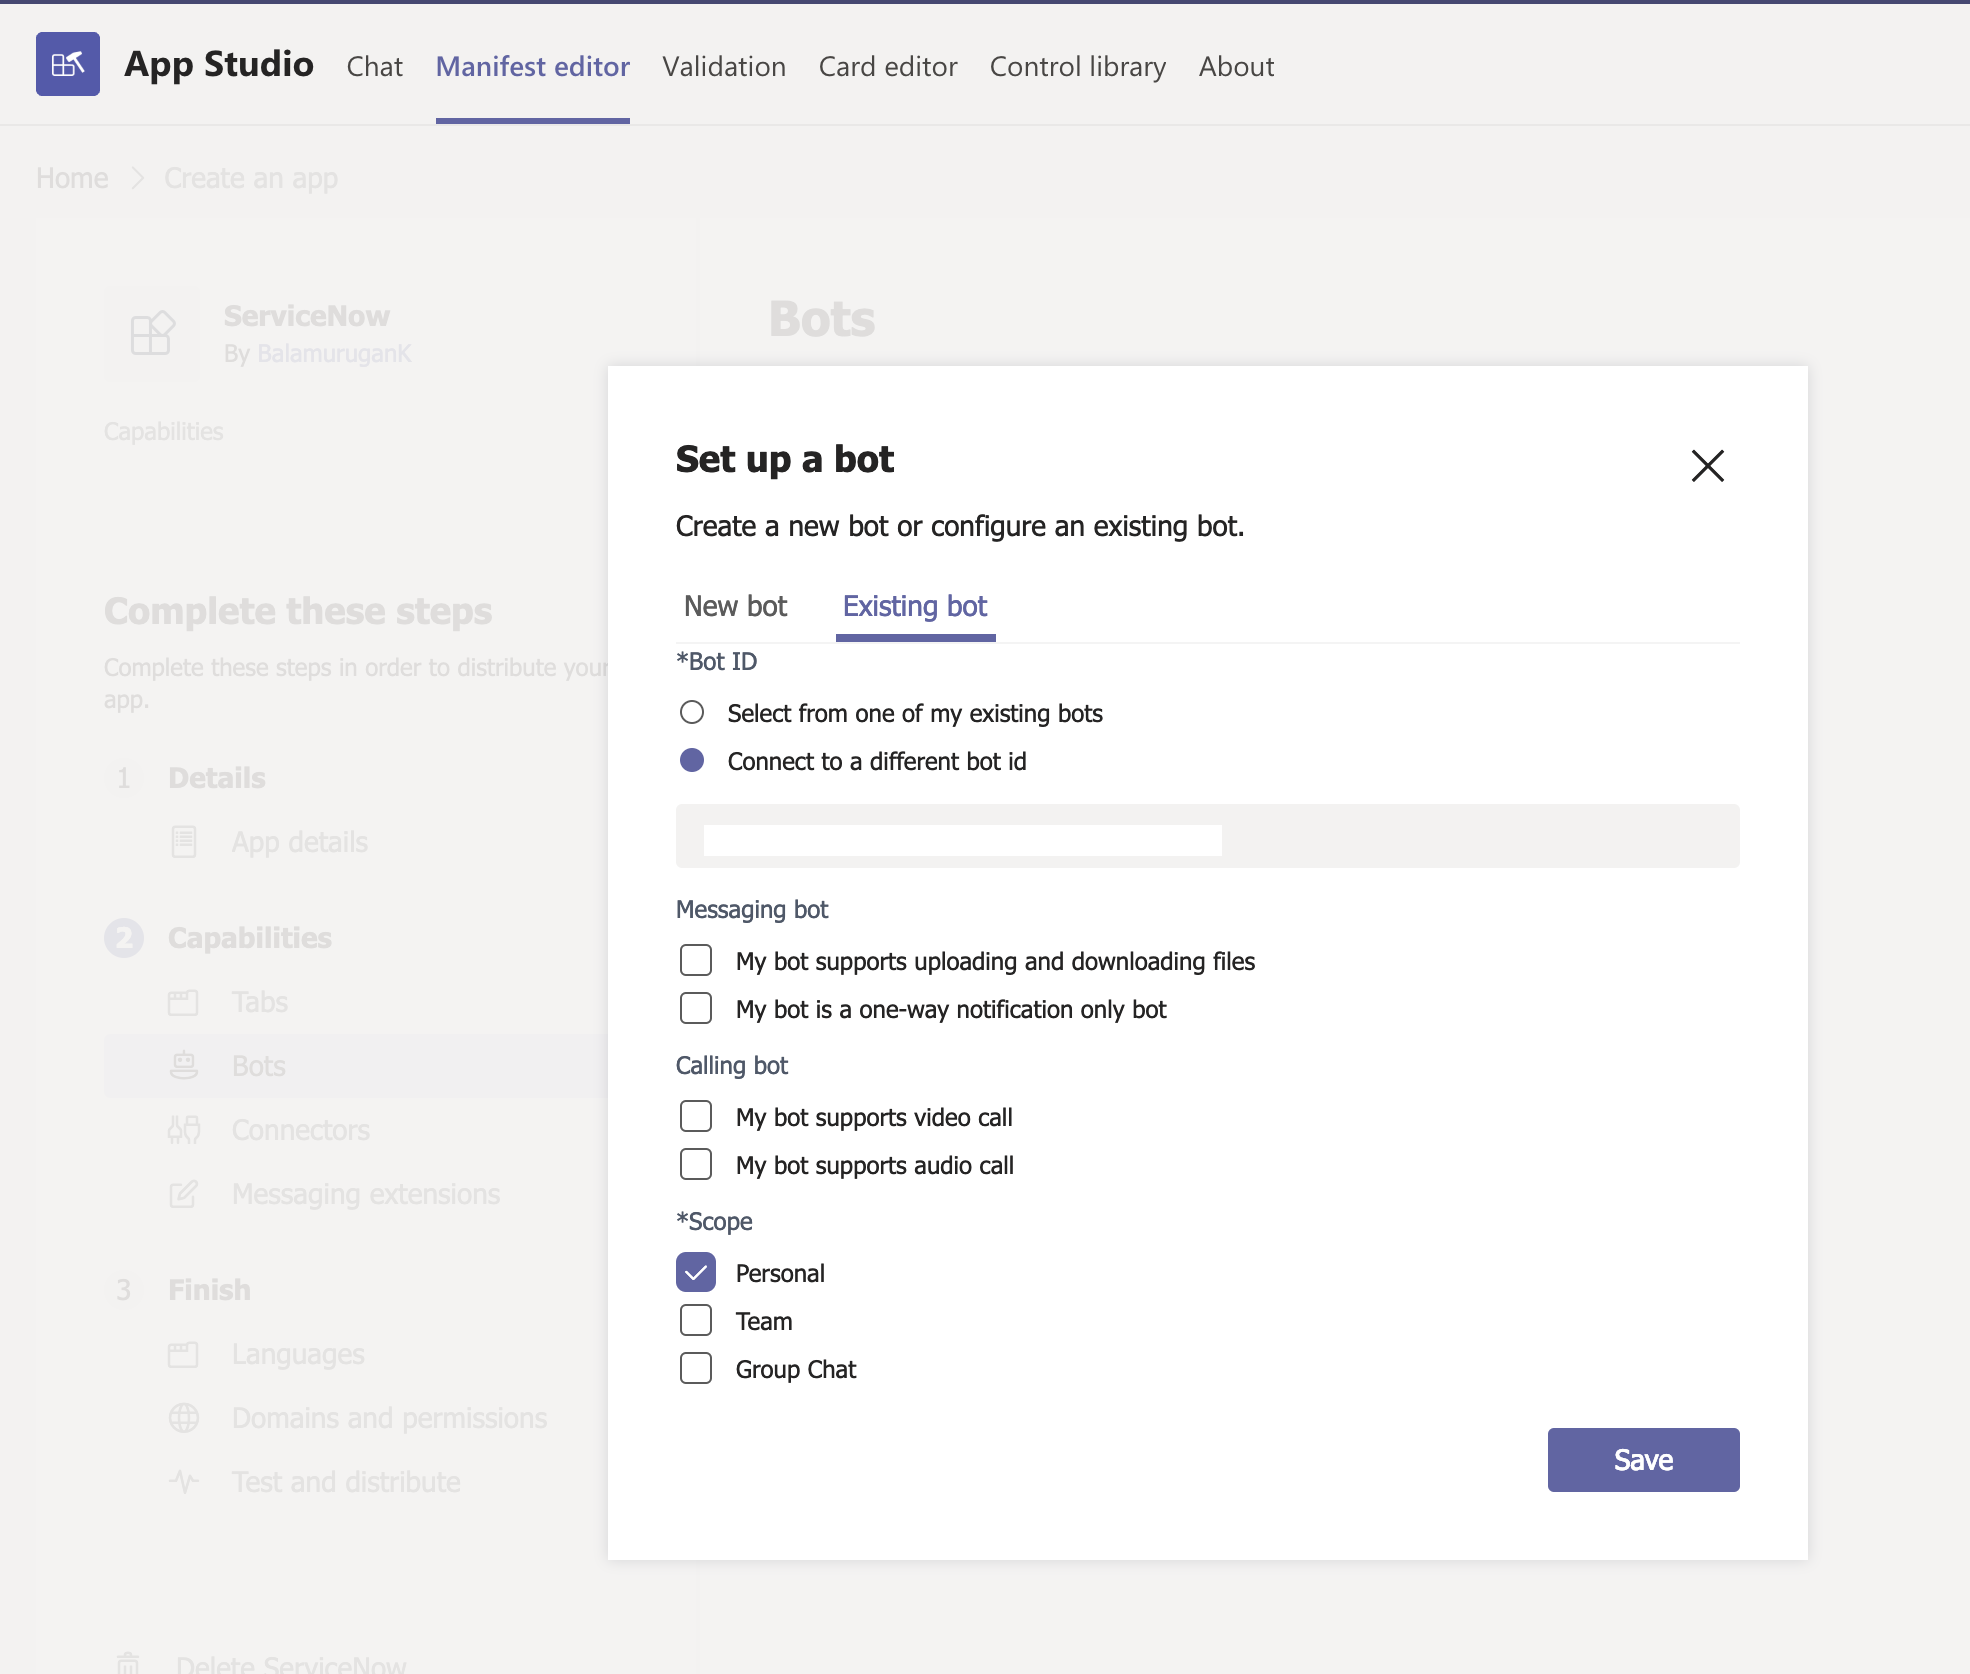 App Studio Chat Manifest editor Validation Card editor Control library About
Home > Create an app
ServiceNow
By BalamuruganK
Capabilities
Complete these steps
Complete these steps in order to distribute your
app.
1 Details
App details
2 Capabilities
Tabs
Bots
Connectors
Messaging extensions
3 Finish
Languages
Domains and permissions
Test and distribute
Delete ServiceNow
Bots
Set up a bot
Create a new bot or configure an existing bot.
New bot Existing bot
*Bot ID
Select from one of my existing bots
Connect to a different bot id
Messaging bot
My bot supports uploading and downloading files
My bot is a one-way notification only bot
Calling bot
My bot supports video call
My bot supports audio call
*Scope
Personal
Team
Group Chat
Save